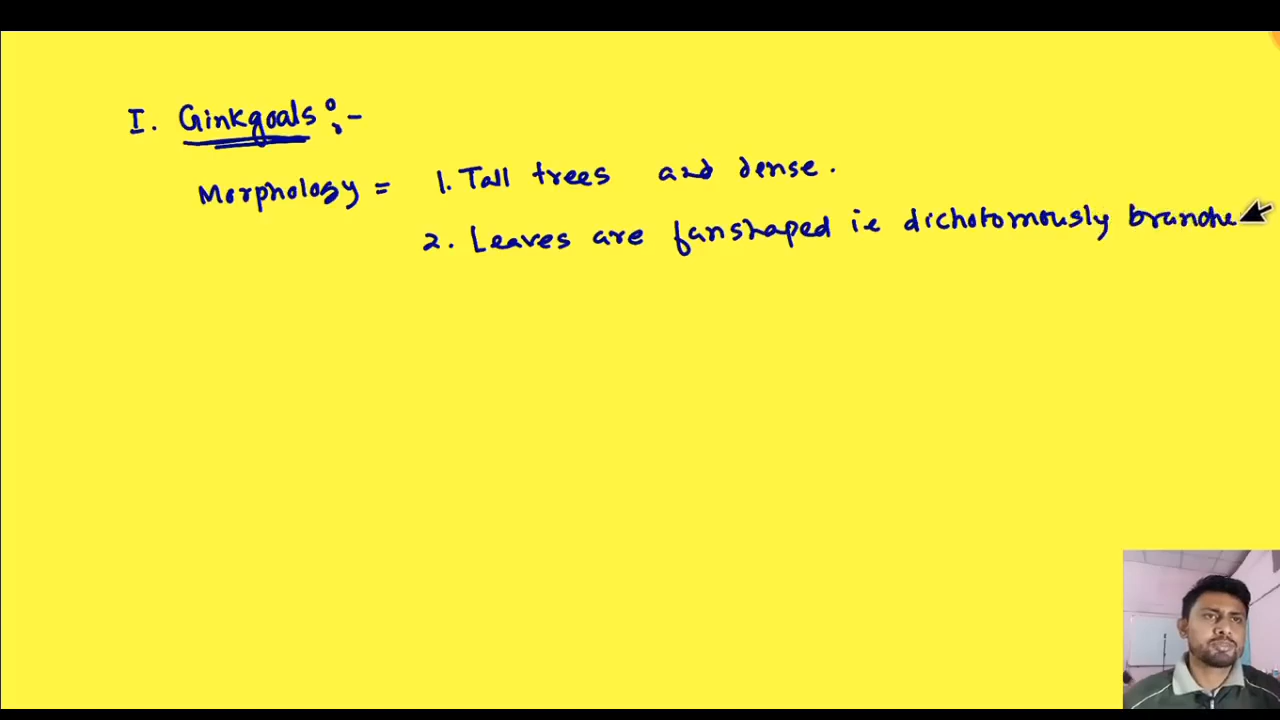 I. Ginkgoals :-
Morphology = 1. Tall trees and dense.
2. Leaves are fanshaped ie dichotomously branche